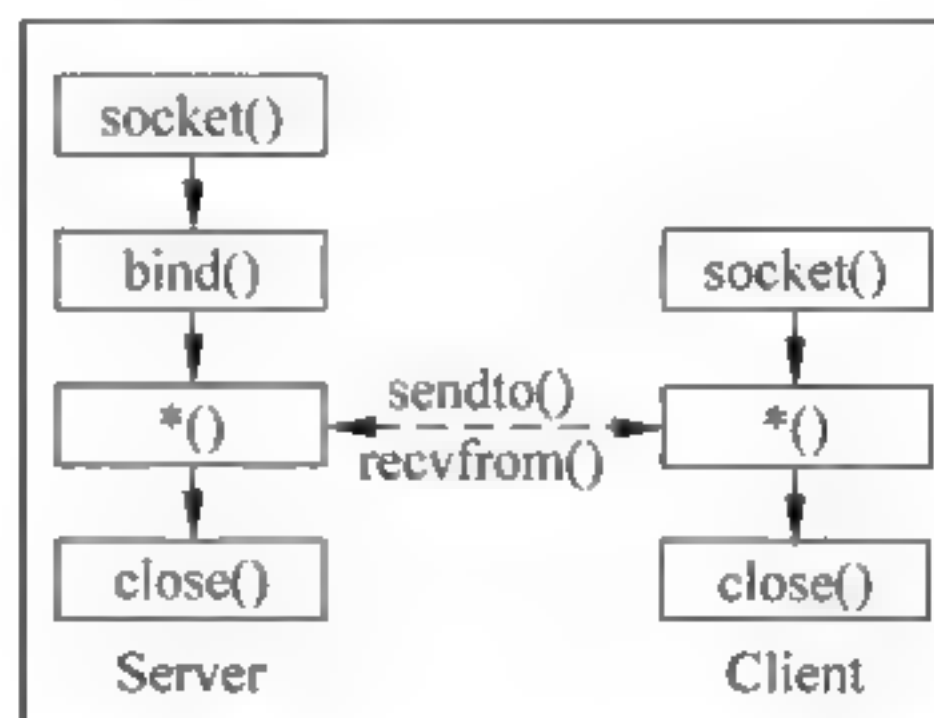 socket()
bind()
socket()
*()
sendto()
recvfrom()
*()
close()
close()
Server
Client